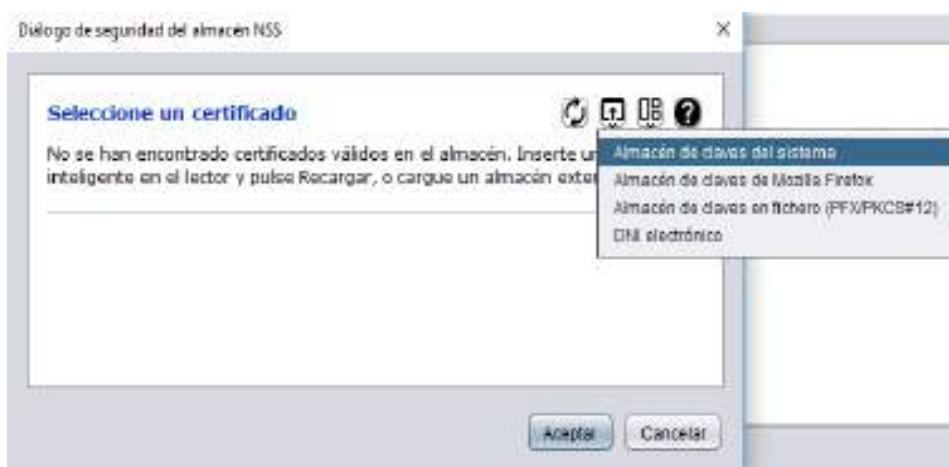 Diálogo de seguridad del almacén NSS
Seleccione un certificado
No se han encontrado certificados válidos en el almacén. Inserte un
inteligente en el lector y pulse Recargar, o cargue un almacén exter
Almacén de claves del sistema
Almacén de claves de Mozilla Firefox
Almacén de claves en fichero (PFX/PKCS#12)
DNI electrónico
Aceptar
Cancelar